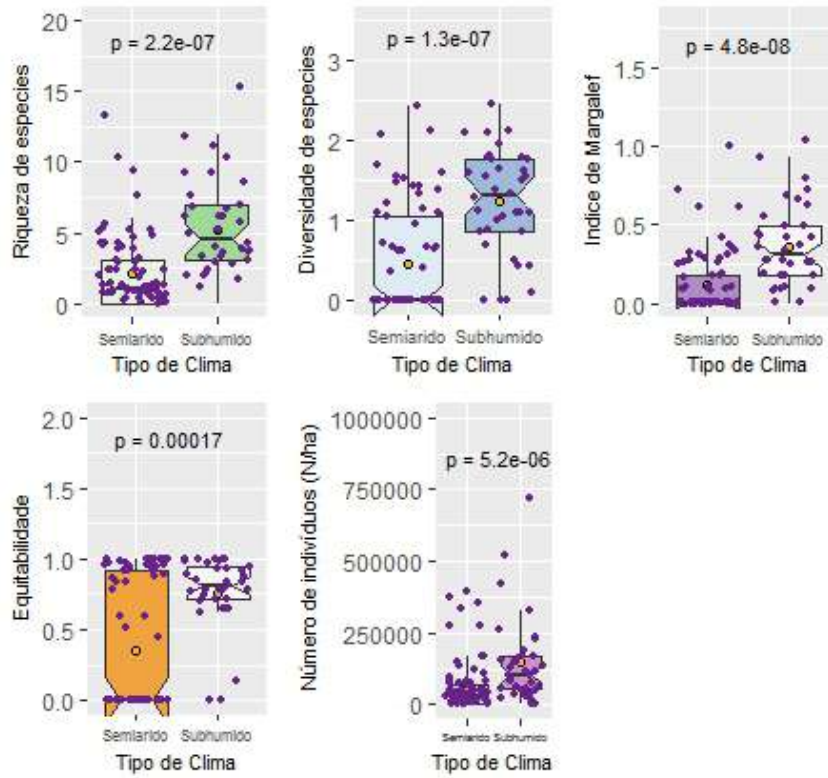 Riqueza de especies
20
15
10
5
0
p = 2.2e-07
Semiarido
Subhumido
Tipo de Clima
Diversidade de especies
3
2
1
0
p = 1.3e-07
Semiarido
Subhumido
Tipo de Clima
Indice de Margalef
1.5
1.0
0.5
0.0
p = 4.8e-08
Semiarido
Subhumido
Tipo de Clima
Equitabilidade
2.0
1.5
1.0
0.5
0.0
p = 0.00017
Semiarido
Subhumido
Tipo de Clima
Número de indivíduos (N/ha)
1000000
750000
500000
250000
0
p = 5.2e-06
Semiarido
Subhumido
Tipo de Clima